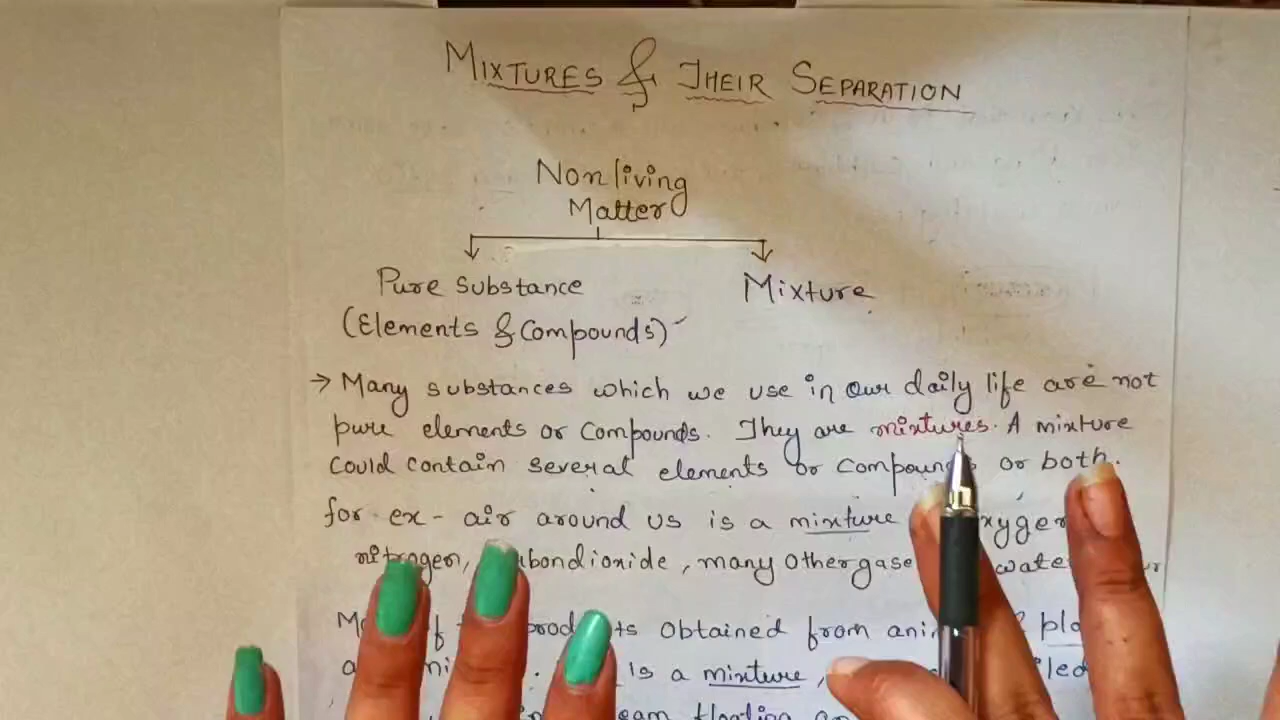 MIXTURES & THEIR SEPARATION
Nonliving
Matter
Pure Substance
Mixture
(Elements & Compounds)
→ Many substances which we use in our daily life are not
pure elements or compounds. They are mixtures. A mixture
could contain several elements or compounds or both.
for ex- air around us is a mixture
nitrogen, many other
obtained from
is a mixture,
floating